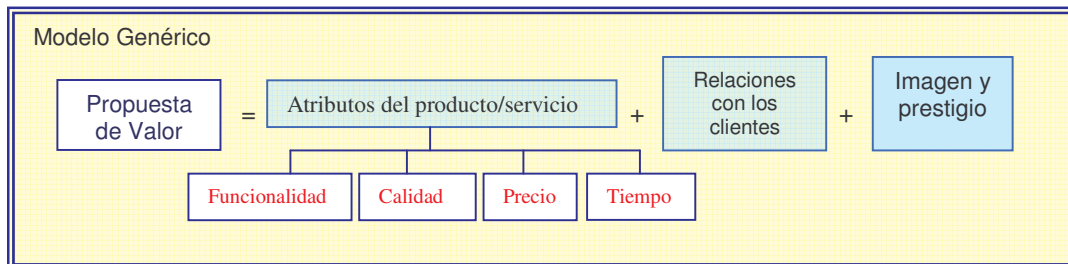 Modelo Genérico
Propuesta
de Valor
=
Atributos del producto/servicio
+
Relaciones
con los
clientes
+
Imagen y
prestigio
Funcionalidad
Calidad
Precio
Tiempo